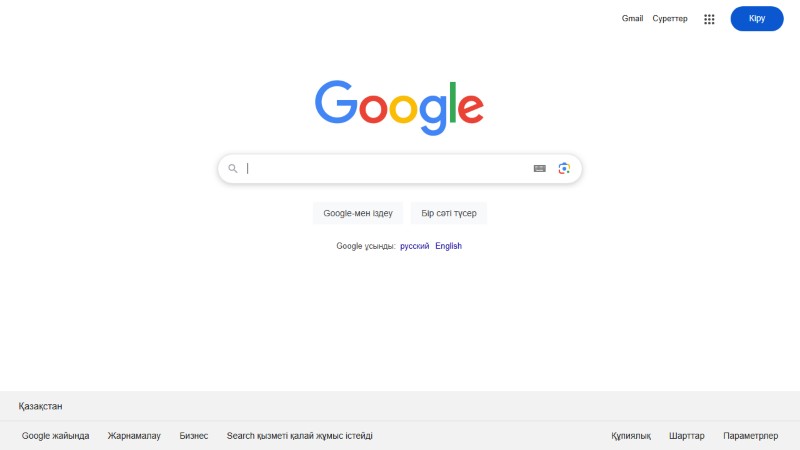 Gmail Суреттер Кіру
Google
Google-мен іздеу Бір сәті түсер
Google ұсынды: русский English
Қазақстан
Google жайында Жарнамалау Бизнес Search қызметі қалай жұмыс істейді Құпиялық Шарттар Параметрлер